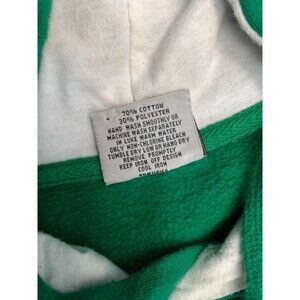 70% COTTON
30% POLYESTER
HAND WASH SMOOTHLY OR
MACHINE WASH SEPARATELY
IN LUKE WARM WATER
ONLY NON-CHLORINE BLEACH
TUMBLE DRY LOW OR HANG DRY
REMOVE PROMPTLY
KEEP IRON OFF DESIGN
COOL IRON